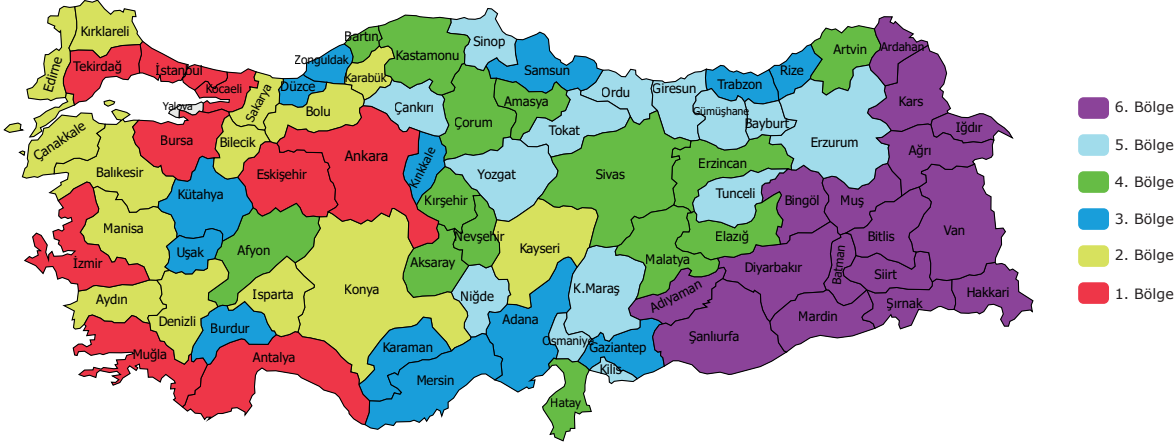 Kırklareli
Edirne
Tekirdağ
İstanbul
Kocaeli
Yalova
Sakarya
Düzce
Zonguldak
Bartın
Karabük
Kastamonu
Sinop
Samsun
Bolu
Çankırı
Çorum
Amasya
Ordu
Giresun
Trabzon
Rize
Artvin
Ardahan
Kars
Iğdır
Gümüşhane
Bayburt
Erzurum
Ağrı
Tokat
Çanakkale
Balıkesir
Bursa
Bilecik
Eskişehir
Ankara
Kırıkkale
Yozgat
Sivas
Erzincan
Tunceli
Bingöl
Muş
Bitlis
Van
Kütahya
Manisa
Uşak
Afyon
Kırşehir
Nevşehir
Aksaray
Kayseri
Malatya
Elazığ
Diyarbakır
Batman
Siirt
Hakkari
Şırnak
Mardin
Şanlıurfa
Adıyaman
İzmir
Aydın
Denizli
Isparta
Burdur
Konya
Niğde
K.Maraş
Adana
Osmaniye
Gaziantep
Kilis
Hatay
Karaman
Mersin
Antalya
Muğla
6. Bölge
5. Bölge
4. Bölge
3. Bölge
2. Bölge
1. Bölge